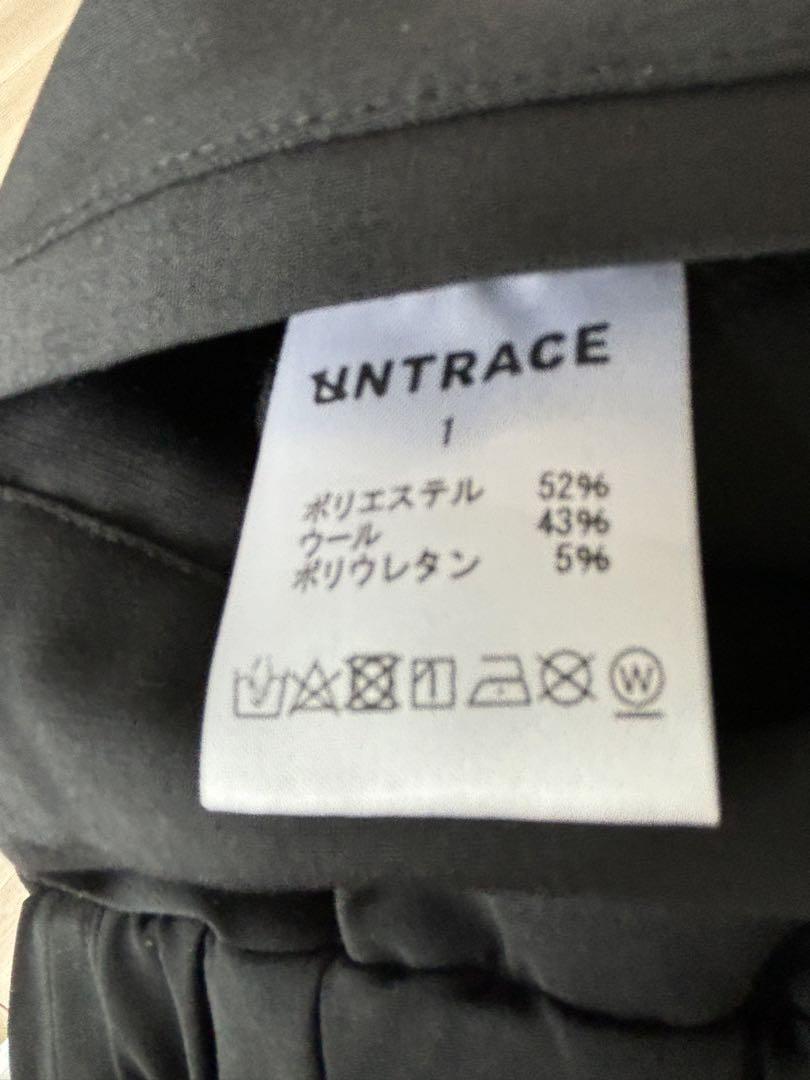 UNTRACE
1
ポリエステル 52%
ウール 43%
ポリウレタン 5%
W